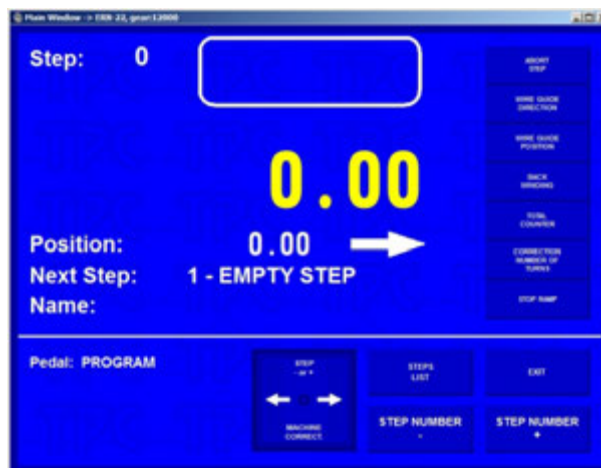 Main Window -> ERN-22, gear:12000
Step: 0
ABORT
STEP
WIRE GUIDE
DIRECTION
WIRE GUIDE
POSITION
BACK
WINDING
0.00
TOTAL
COUNTER
Position: 0.00
CORRECTION
NUMBER OF
TURNS
Next Step: 1 - EMPTY STEP
Name:
STOP RAMP
Pedal: PROGRAM
STEP
- or +
MACHINE
CORRECT.
STEPS
LIST
EXIT
STEP NUMBER
-
STEP NUMBER
+